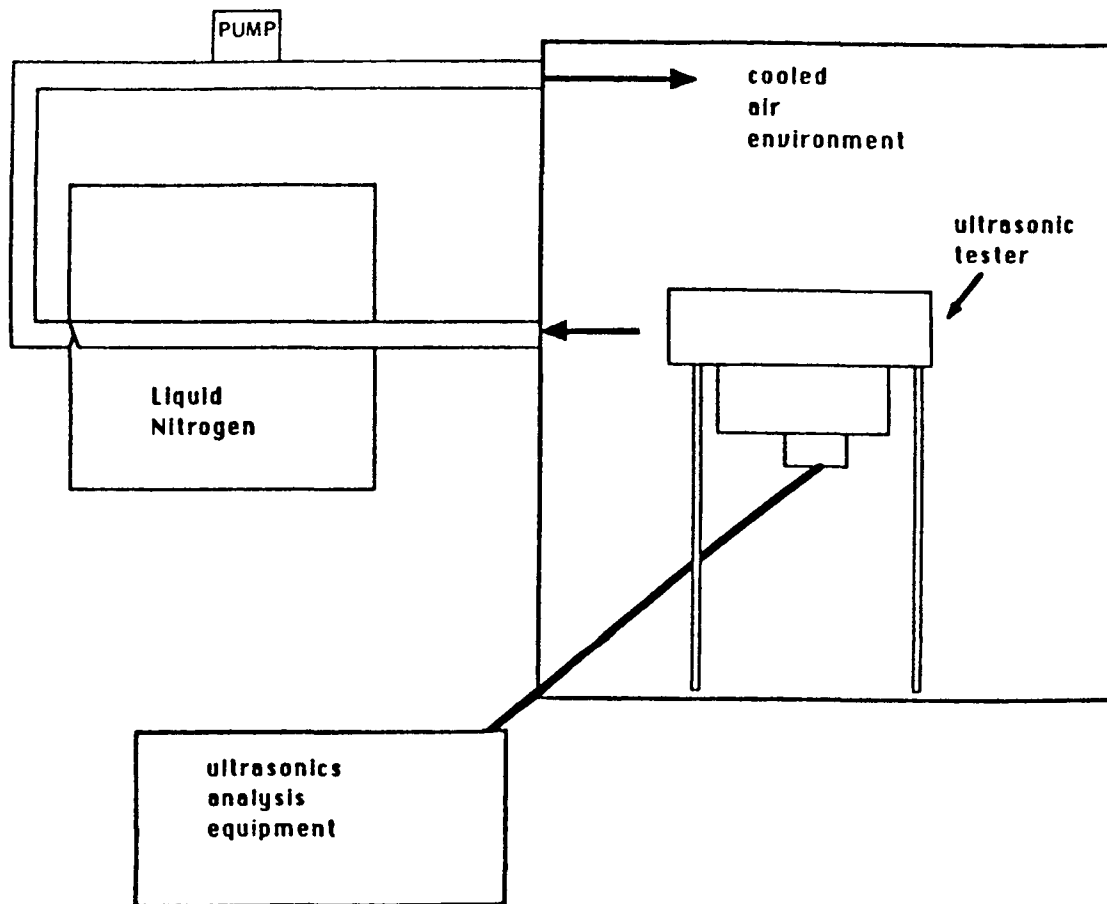 PUMP
cooled
air
environment
ultrasonic
tester
Liquid
Nitrogen
ultrasonics
analysis
equipment